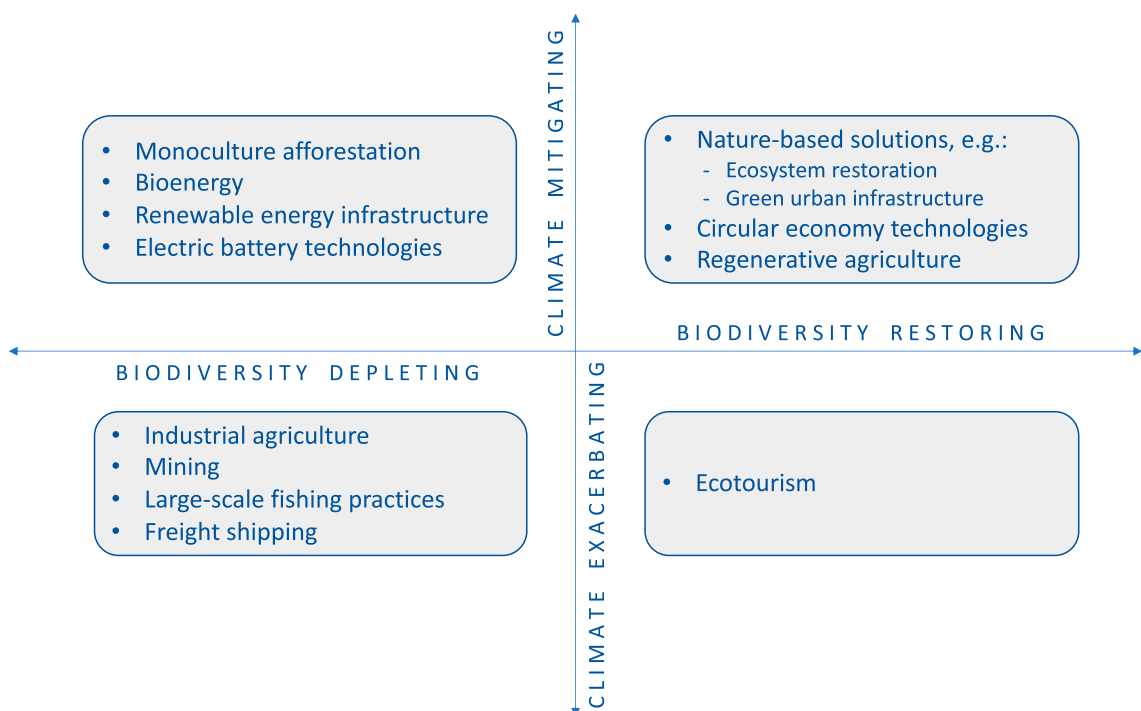 CLIMATE MITIGATING
• Monoculture afforestation
• Bioenergy
• Renewable energy infrastructure
• Electric battery technologies
• Nature-based solutions, e.g.:
- Ecosystem restoration
- Green urban infrastructure
• Circular economy technologies
• Regenerative agriculture
BIODIVERSITY RESTORING
BIODIVERSITY DEPLETING
CLIMATE EXACERBATING
• Industrial agriculture
• Mining
• Large-scale fishing practices
• Freight shipping
• Ecotourism